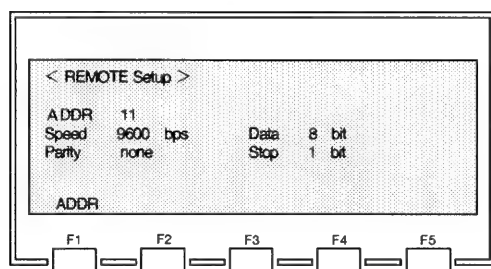 < REMOTE Setup >
ADDR 11
Speed 9600 bps Data 8 bit
Parity none Stop 1 bit
ADDR
F1 F2 F3 F4 F5